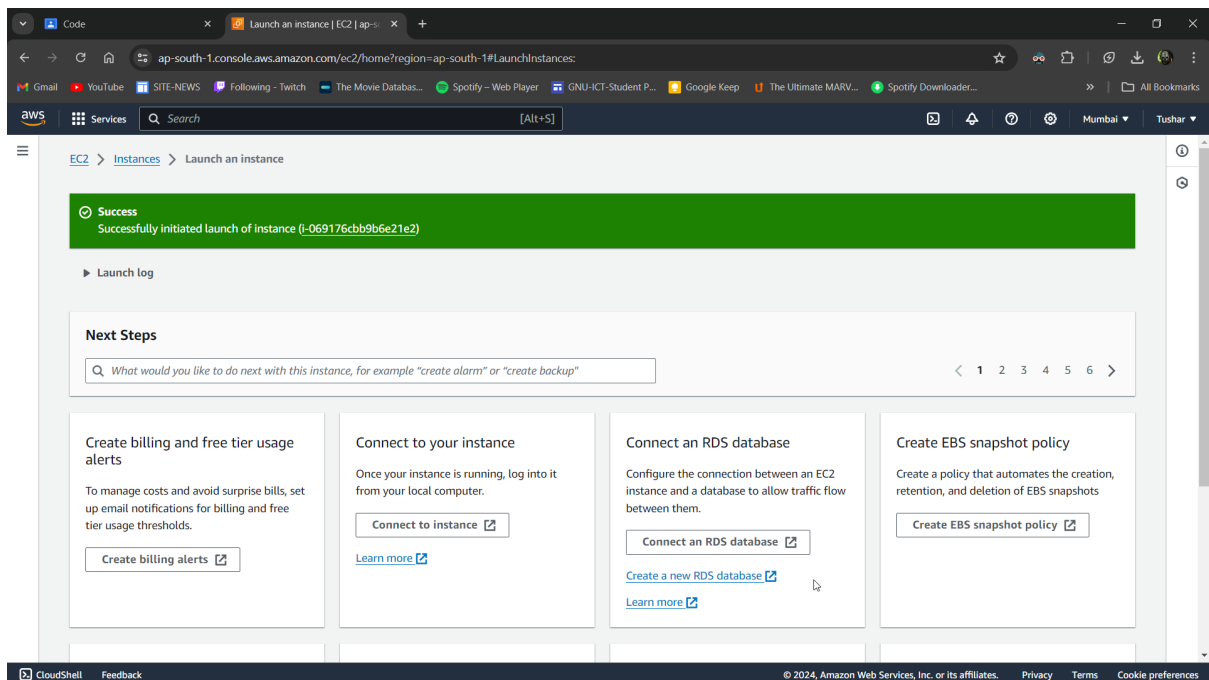 Code
Launch an instance | EC2 | ap-s
ap-south-1.console.aws.amazon.com/ec2/home?region=ap-south-1#LaunchInstances:
Gmail YouTube SITE-NEWS Following - Twitch The Movie Databas... Spotify – Web Player GNU-ICT-Student P... Google Keep The Ultimate MARV... Spotify Downloader... » All Bookmarks
aws Services Search [Alt+S] Mumbai Tushar
EC2 > Instances > Launch an instance
Success
Successfully initiated launch of instance (i-069176cbb9b6e21e2)
Launch log
Next Steps
What would you like to do next with this instance, for example "create alarm" or "create backup"
1 2 3 4 5 6
Create billing and free tier usage
alerts
To manage costs and avoid surprise bills, set
up email notifications for billing and free
tier usage thresholds.
Create billing alerts
Connect to your instance
Once your instance is running, log into it
from your local computer.
Connect to instance
Learn more
Connect an RDS database
Configure the connection between an EC2
instance and a database to allow traffic flow
between them.
Connect an RDS database
Create a new RDS database
Learn more
Create EBS snapshot policy
Create a policy that automates the creation,
retention, and deletion of EBS snapshots
Create EBS snapshot policy
CloudShell Feedback © 2024, Amazon Web Services, Inc. or its affiliates. Privacy Terms Cookie preferences